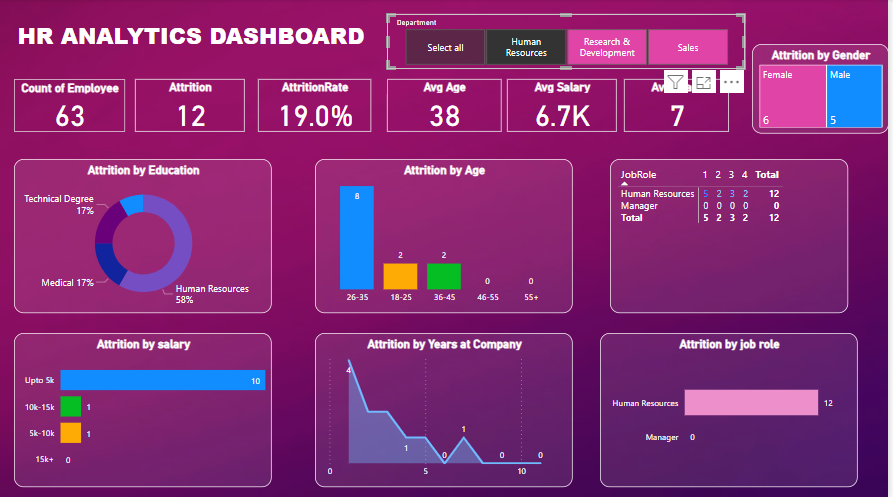 HR ANALYTICS DASHBOARD
Department
Select all
Human
Resources
Research &
Development
Sales
Attrition by Gender
Female
Male
6
5
Count of Employee
63
Attrition
12
AttritionRate
19.0%
Avg Age
38
Avg Salary
6.7K
7
Attrition by Education
Technical Degree
17%
Medical 17%
Human Resources
58%
Attrition by Age
8
2
2
0
0
26-35
18-25
36-45
46-55
55+
JobRole 1 2 3 4 Total
Human Resources 5 2 3 2 12
Manager 0 0 0 0 0
Total 5 2 3 2 12
Attrition by salary
Upto 5k 10
10k-15k 1
5k-10k 1
15k+ 0
Attrition by Years at Company
4
1
0
1
0
0
0
5
10
Attrition by job role
Human Resources 12
Manager 0